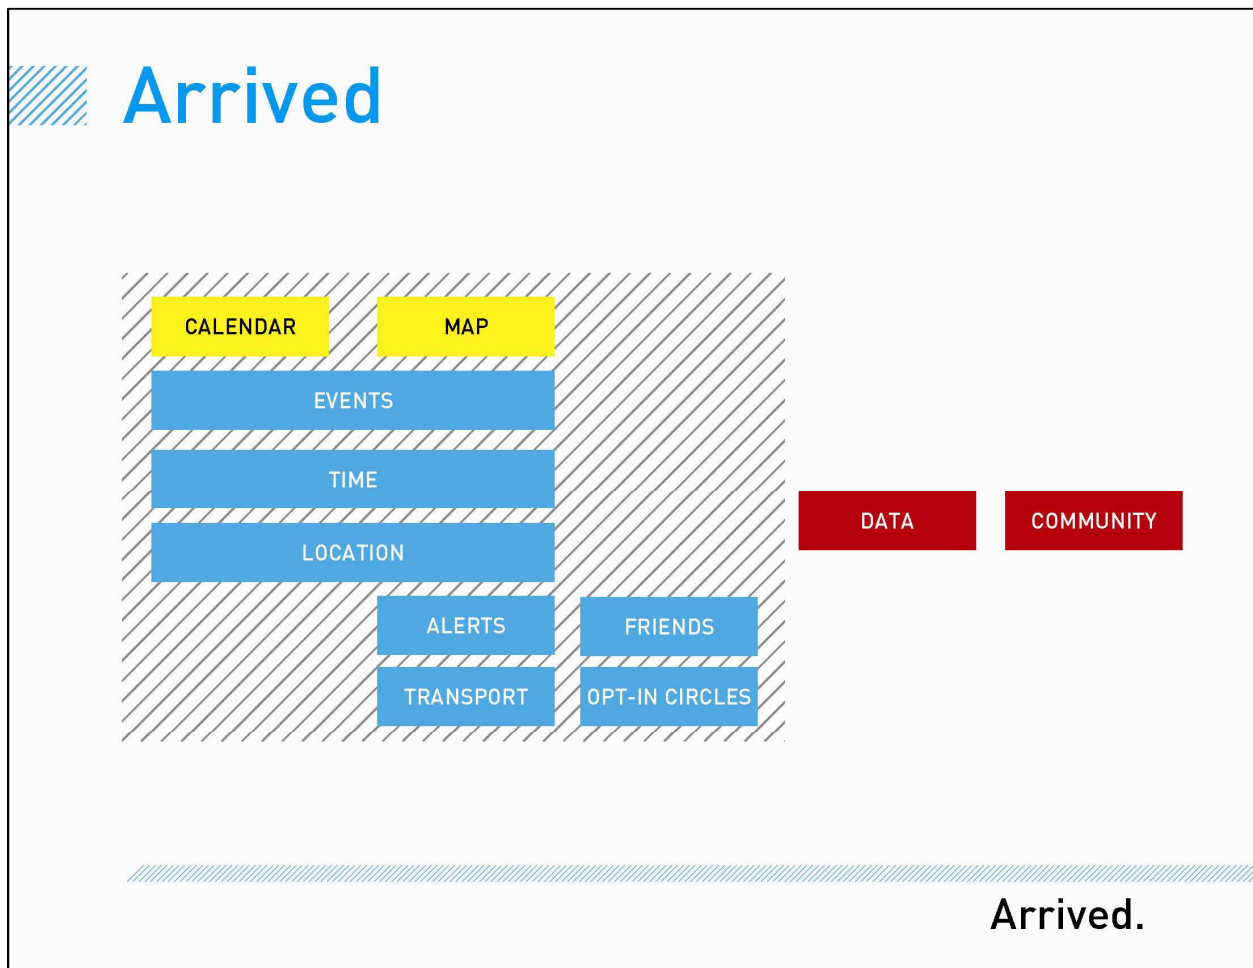 Arrived
CALENDAR
MAP
EVENTS
TIME
LOCATION
DATA
COMMUNITY
ALERTS
FRIENDS
TRANSPORT
OPT-IN CIRCLES
Arrived.